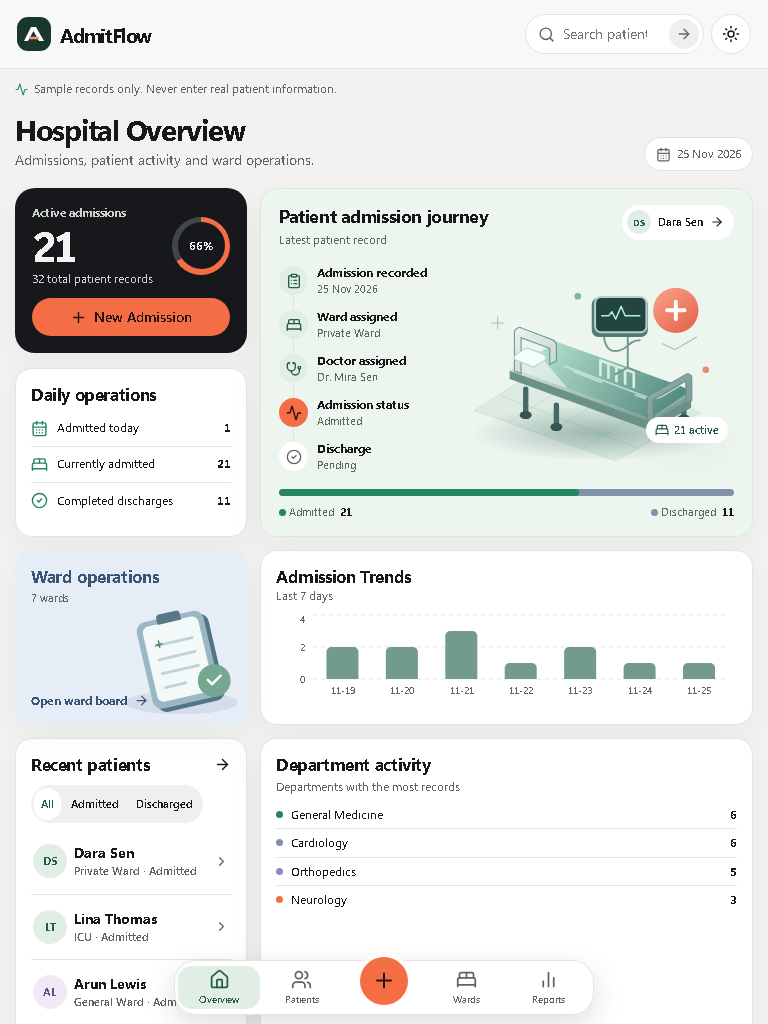 AdmitFlow
Search patient
Sample records only. Never enter real patient information.
Hospital Overview
Admissions, patient activity and ward operations.
25 Nov 2026
Active admissions
21
66%
32 total patient records
+ New Admission
Daily operations
Admitted today 1
Currently admitted 21
Completed discharges 11
Patient admission journey
Latest patient record
DS Dara Sen
Admission recorded
25 Nov 2026
Ward assigned
Private Ward
Doctor assigned
Dr. Mira Sen
Admission status
Admitted
Discharge
Pending
21 active
Admitted 21
Discharged 11
Ward operations
7 wards
Open ward board
Admission Trends
Last 7 days
4
2
0
11-19 11-20 11-21 11-22 11-23 11-24 11-25
Recent patients
All Admitted Discharged
DS Dara Sen
Private Ward · Admitted
LT Lina Thomas
ICU · Admitted
AL Arun Lewis
General Ward · Adm
Department activity
Departments with the most records
General Medicine 6
Cardiology 6
Orthopedics 5
Neurology 3
Overview Patients Wards Reports